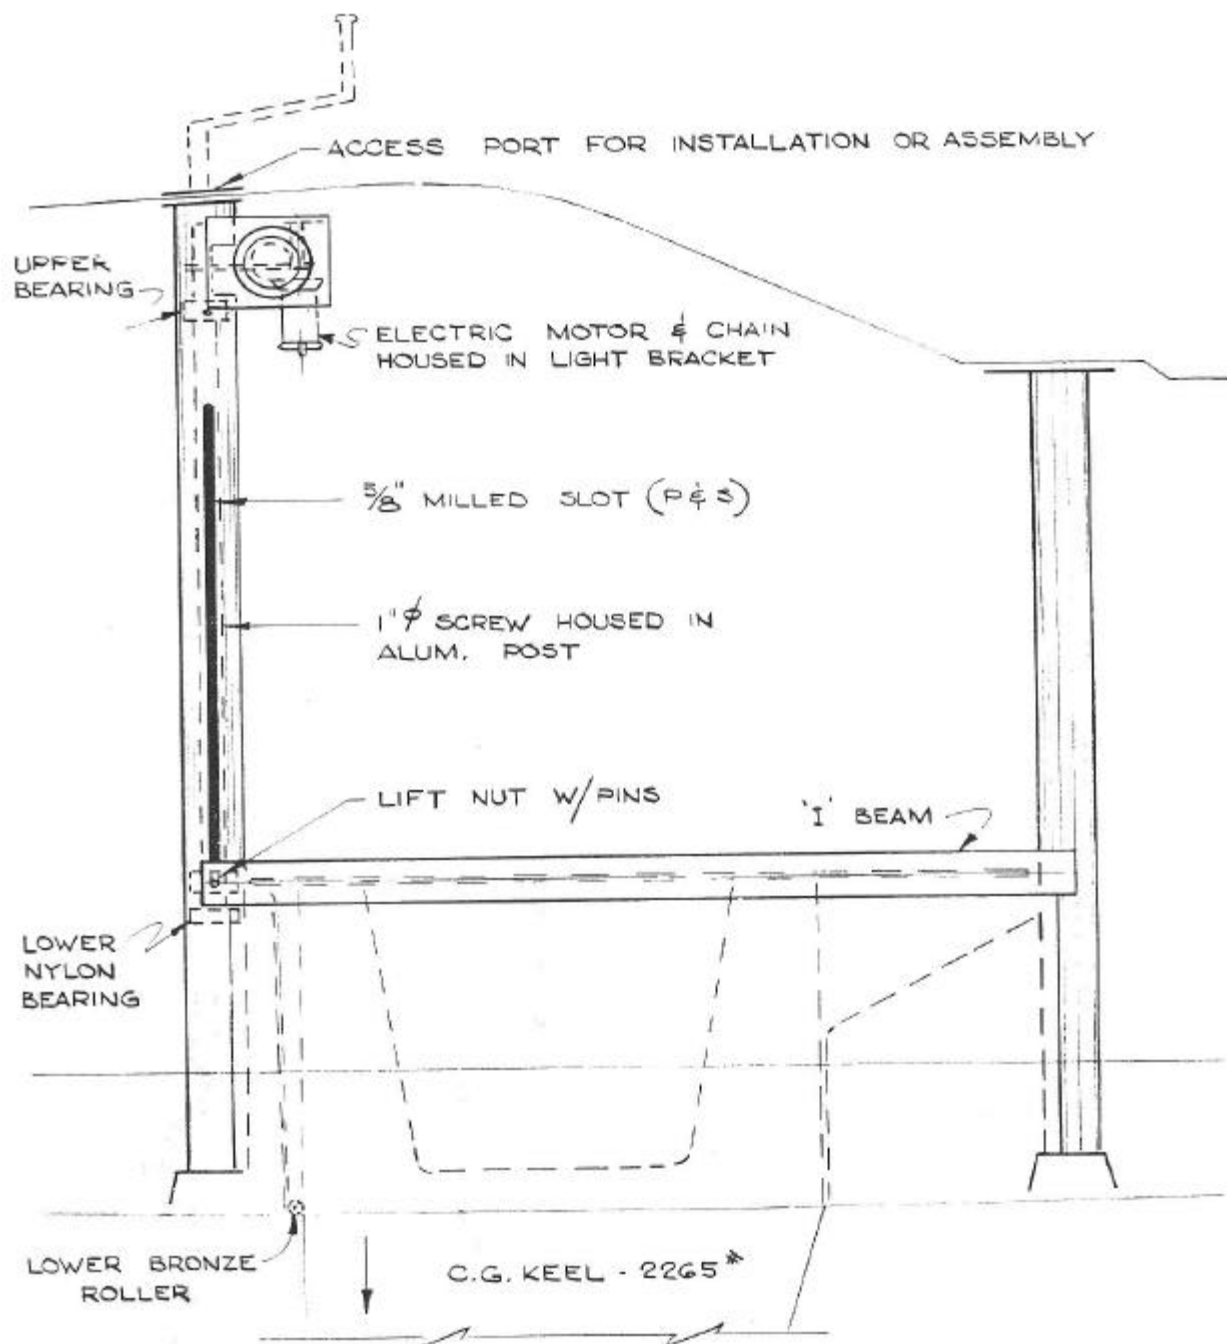 ACCESS PORT FOR INSTALLATION OR ASSEMBLY
UPPER
BEARING
ELECTRIC MOTOR & CHAIN
HOUSED IN LIGHT BRACKET
5/8" MILLED SLOT (P & S)
1" ϕ SCREW HOUSED IN
ALUM. POST
LIFT NUT W/PINS
'I' BEAM
LOWER
NYLON
BEARING
LOWER BRONZE
ROLLER
C.G. KEEL - 2265#